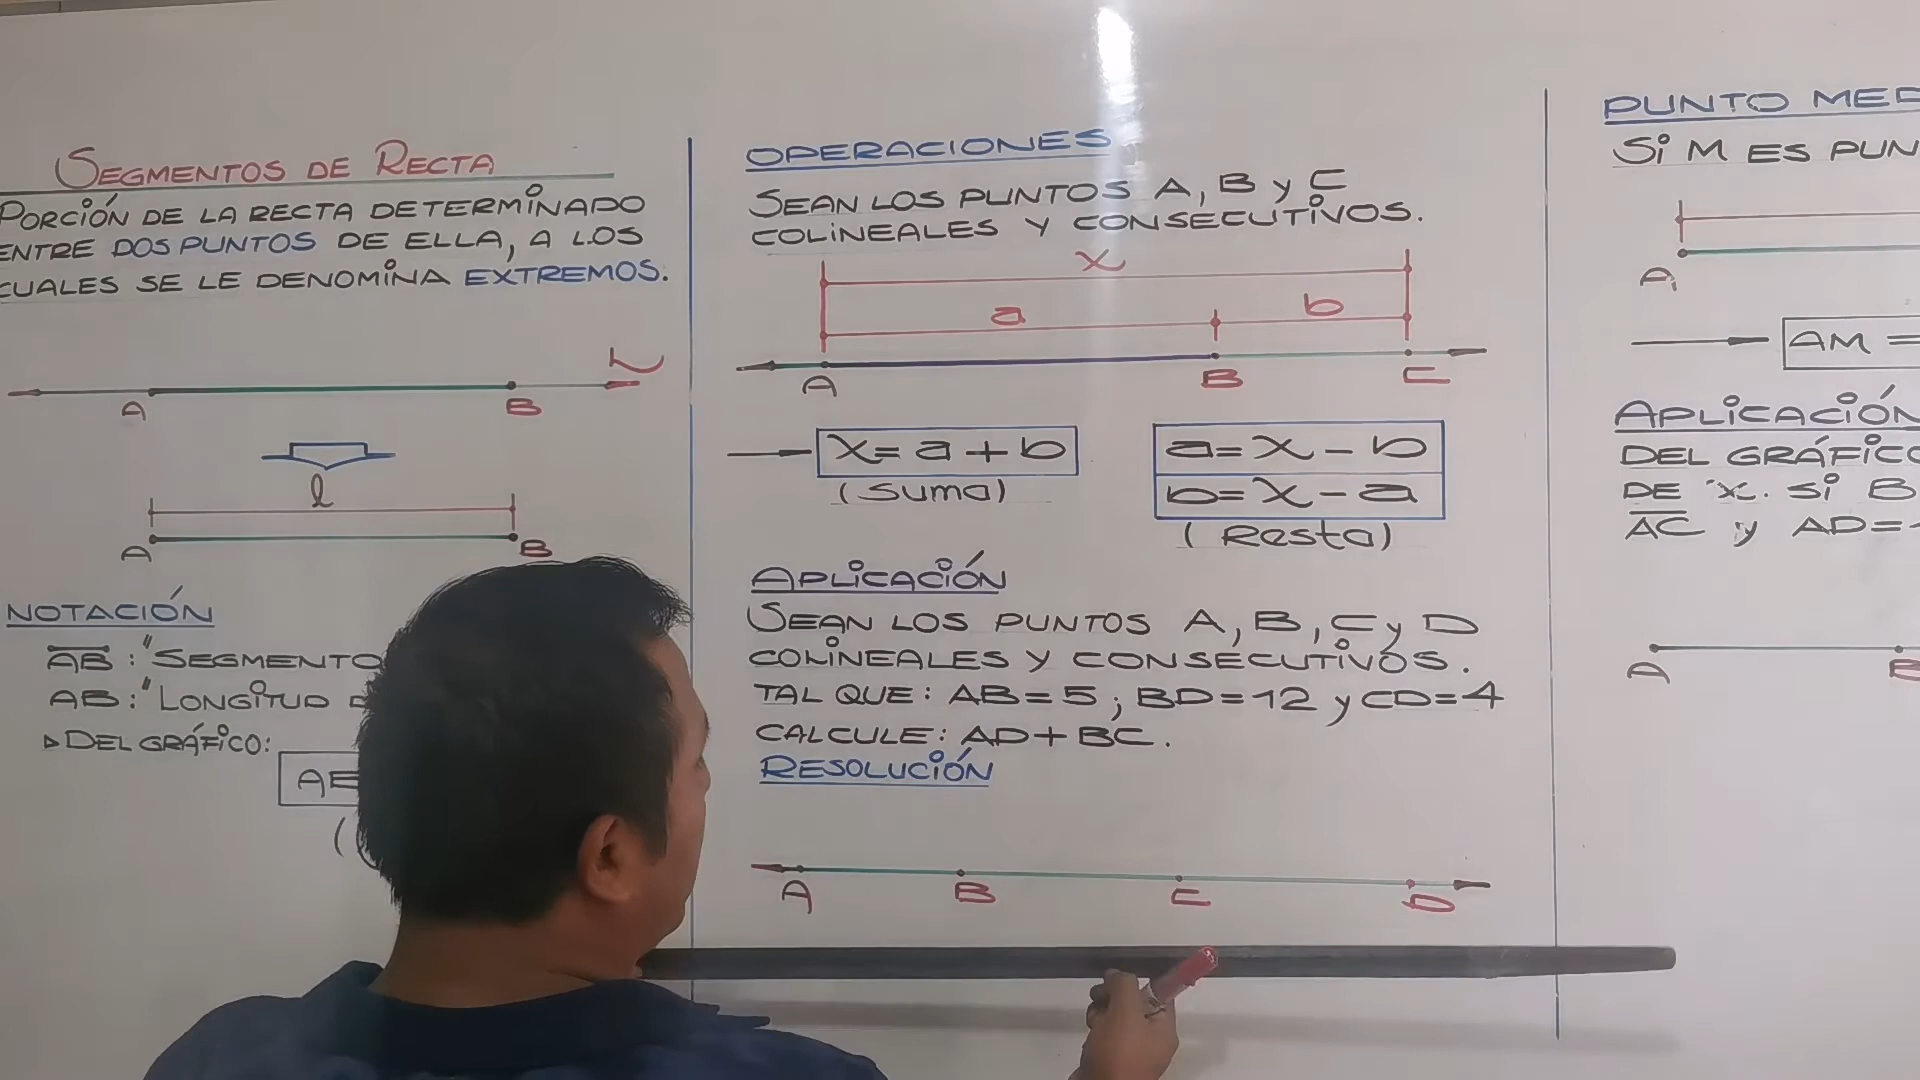 SEGMENTOS DE RECTA
PORCIÓN DE LA RECTA DETERMINADO
ENTRE DOS PUNTOS DE ELLA, A LOS
CUALES SE LE DENOMINA EXTREMOS.
L
A B
l
A B
NOTACIÓN
AB : "SEGMENTO
AB : "LONGITUD
▷ DEL GRÁFICO:
OPERACIONES
SEAN LOS PUNTOS A, B y C
COLINEALES Y CONSECUTIVOS.
x
a b
A B C
x = a + b
(Suma)
a = x - b
b = x - a
(Resta)
APLICACIÓN
SEAN LOS PUNTOS A, B, C y D
COLINEALES Y CONSECUTIVOS.
TAL QUE: AB=5 ; BD=12 y CD=4
CALCULE: AD+BC.
RESOLUCIÓN
A B C D
PUNTO
Si M ES
A
AM =
APLICACIÓN
DEL GRÁFICO
DE x. Si B
AC y AD=
A B